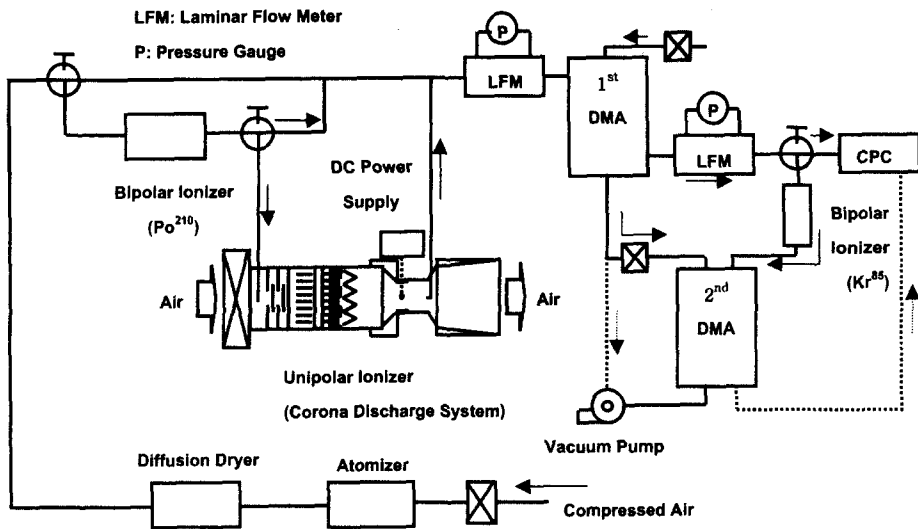 LFM: Laminar Flow Meter
P: Pressure Gauge
P
LFM
1st
DMA
P
LFM
CPC
Bipolar Ionizer
(Po210)
DC Power
Supply
Bipolar
Ionizer
(Kr85)
2nd
DMA
Air
Air
Unipolar Ionizer
(Corona Discharge System)
Vacuum Pump
Diffusion Dryer
Atomizer
Compressed Air